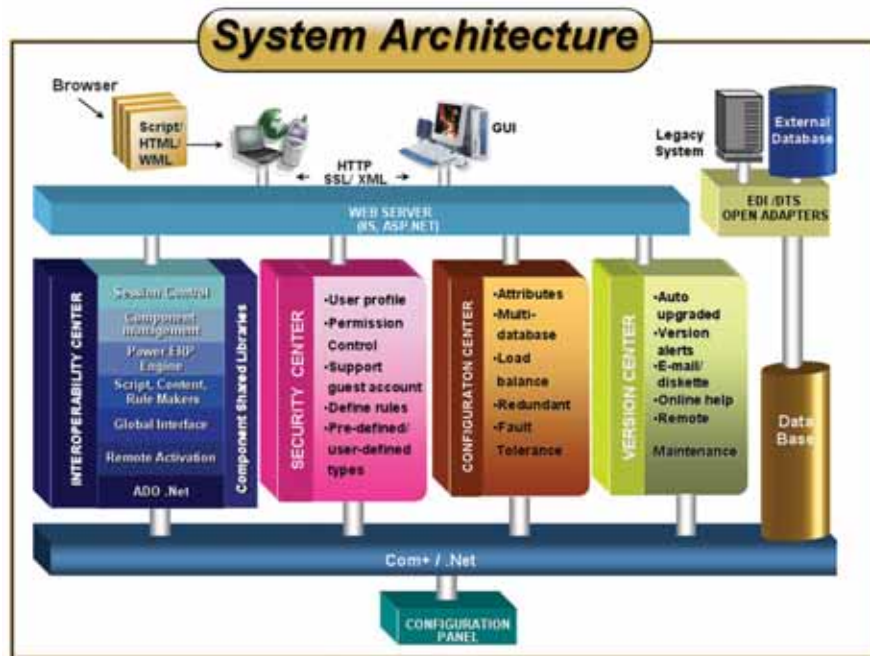 System Architecture
Browser
Script/
HTML/
WML
HTTP
SSL/ XML
GUI
Legacy
System
External
Database
WEB SERVER
(IIS, ASP.NET)
EDI /DTS
OPEN ADAPTERS
INTEROPERABILITY CENTER
Session Control
Component
management
Power ERP
Engine
Script, Content,
Rule Makers
Global Interface
Remote Activation
ADO .Net
Component Shared Libraries
SECURITY CENTER
•User profile
•Permission
Control
•Support
guest account
•Define rules
•Pre-defined/
user-defined
types
CONFIGURATON CENTER
•Attributes
•Multi-
database
•Load
balance
•Redundant
•Fault
Tolerance
VERSION CENTER
•Auto
upgraded
•Version
alerts
•E-mail/
diskette
•Online help
•Remote
Maintenance
Data
Base
Com+ / .Net
CONFIGURATION
PANEL